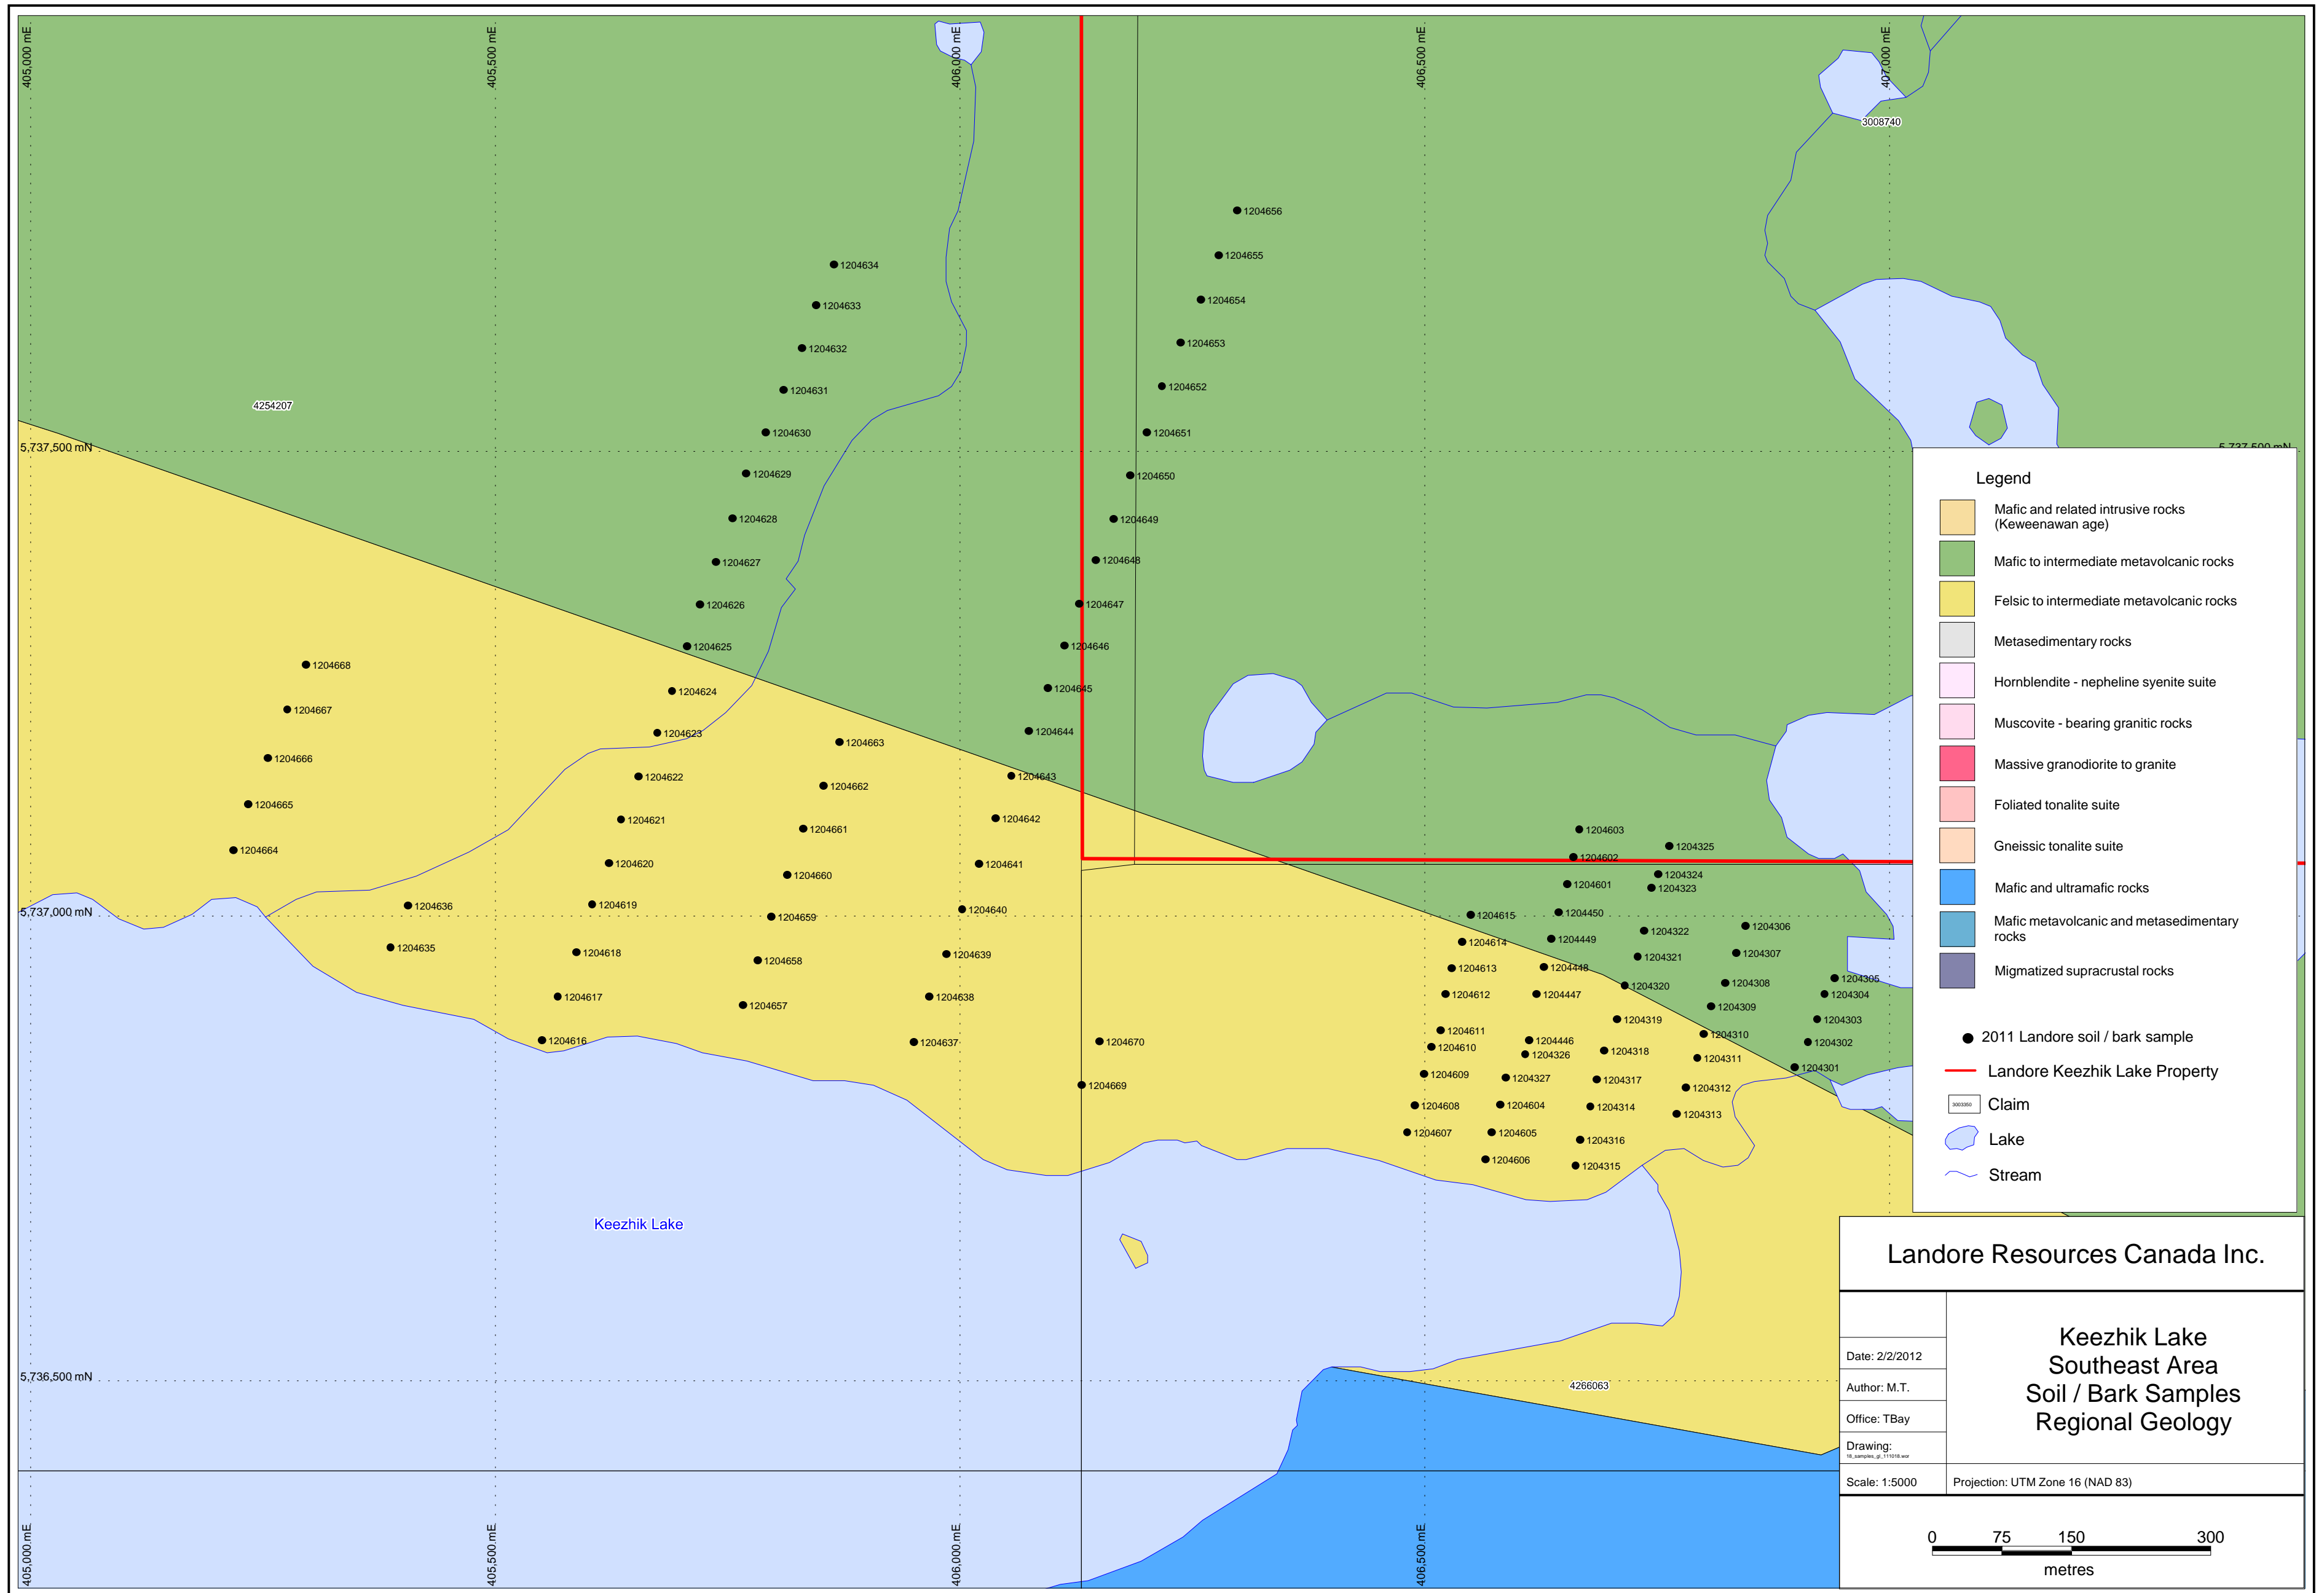 405,000 mE
405,500 mE
406,000 mE
406,500 mE
407,000 mE
3008740
1204656
1204655
1204634
1204654
1204633
1204653
1204632
1204652
1204631
4254207
1204630
1204651
5,737,500 mN
5,737,500 mN
1204629
1204650
1204628
1204649
1204627
1204648
1204626
1204647
1204625
1204646
1204668
1204624
1204645
1204667
1204623
1204644
1204663
1204666
1204622
1204643
1204662
1204665
1204621
1204642
1204661
1204603
1204664
1204620
1204641
1204602
1204325
1204660
1204324
1204601
1204323
1204636
1204619
1204640
5,737,000 mN
1204659
1204615
1204450
1204306
1204322
1204635
1204618
1204639
1204614
1204449
1204307
1204658
1204613
1204448
1204321
1204305
1204617
1204638
1204612
1204447
1204320
1204308
1204304
1204657
1204309
1204319
1204303
1204616
1204637
1204670
1204611
1204446
1204310
1204302
1204610
1204326
1204318
1204311
1204301
1204669
1204609
1204327
1204317
1204312
1204608
1204604
1204314
1204313
1204607
1204605
1204316
1204606
1204315
Keezhik Lake
5,736,500 mN
4266063
405,000 mE
405,500 mE
406,000 mE
406,500 mE
Legend
Mafic and related intrusive rocks
(Keweenawan age)
Mafic to intermediate metavolcanic rocks
Felsic to intermediate metavolcanic rocks
Metasedimentary rocks
Hornblendite - nepheline syenite suite
Muscovite - bearing granitic rocks
Massive granodiorite to granite
Foliated tonalite suite
Gneissic tonalite suite
Mafic and ultramafic rocks
Mafic metavolcanic and metasedimentary
rocks
Migmatized supracrustal rocks
2011 Landore soil / bark sample
Landore Keezhik Lake Property
Claim
Lake
Stream
Landore Resources Canada Inc.
Keezhik Lake
Southeast Area
Soil / Bark Samples
Regional Geology
Date: 2/2/2012
Author: M.T.
Office: TBay
Drawing:
Scale: 1:5000
Projection: UTM Zone 16 (NAD 83)
0 75 150 300
metres